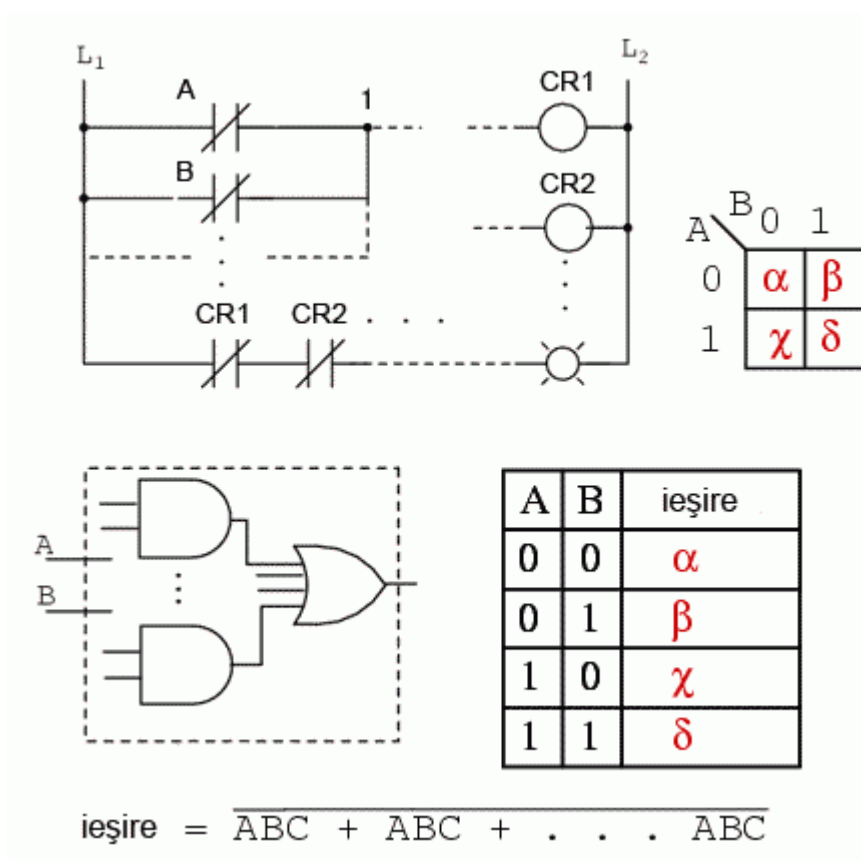 L1 L2
A 1 CR1
B CR2
CR1 CR2 . . .
B 0 1
A
0 α β
1 χ δ
A
B
A B ieşire
0 0 α
0 1 β
1 0 χ
1 1 δ
ieşire = ABC + ABC + . . . ABC